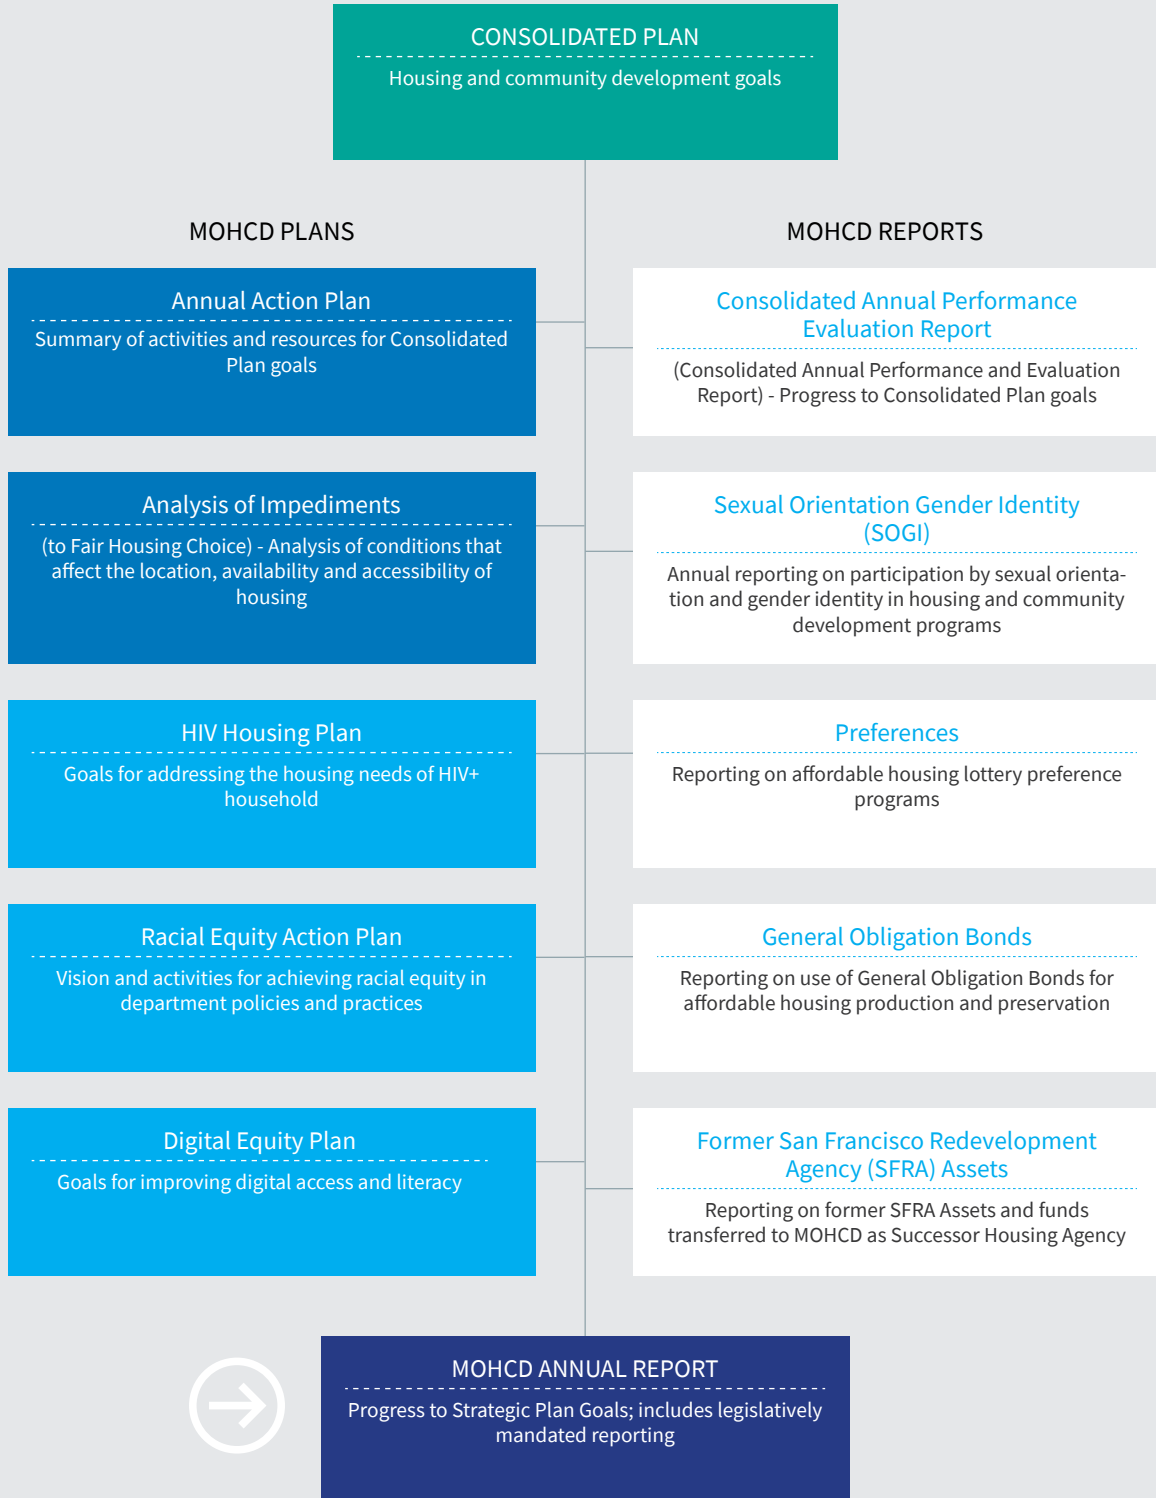 CONSOLIDATED PLAN
Housing and community development goals
MOHCD PLANS
Annual Action Plan
Summary of activities and resources for Consolidated
Plan goals
Analysis of Impediments
(to Fair Housing Choice) - Analysis of conditions that
affect the location, availability and accessibility of
housing
HIV Housing Plan
Goals for addressing the housing needs of HIV+
household
Racial Equity Action Plan
Vision and activities for achieving racial equity in
department policies and practices
Digital Equity Plan
Goals for improving digital access and literacy
MOHCD REPORTS
Consolidated Annual Performance
Evaluation Report
(Consolidated Annual Performance and Evaluation
Report) - Progress to Consolidated Plan goals
Sexual Orientation Gender Identity
(SOGI)
Annual reporting on participation by sexual orienta-
tion and gender identity in housing and community
development programs
Preferences
Reporting on affordable housing lottery preference
programs
General Obligation Bonds
Reporting on use of General Obligation Bonds for
affordable housing production and preservation
Former San Francisco Redevelopment
Agency (SFRA) Assets
Reporting on former SFRA Assets and funds
transferred to MOHCD as Successor Housing Agency
MOHCD ANNUAL REPORT
Progress to Strategic Plan Goals; includes legislatively
mandated reporting